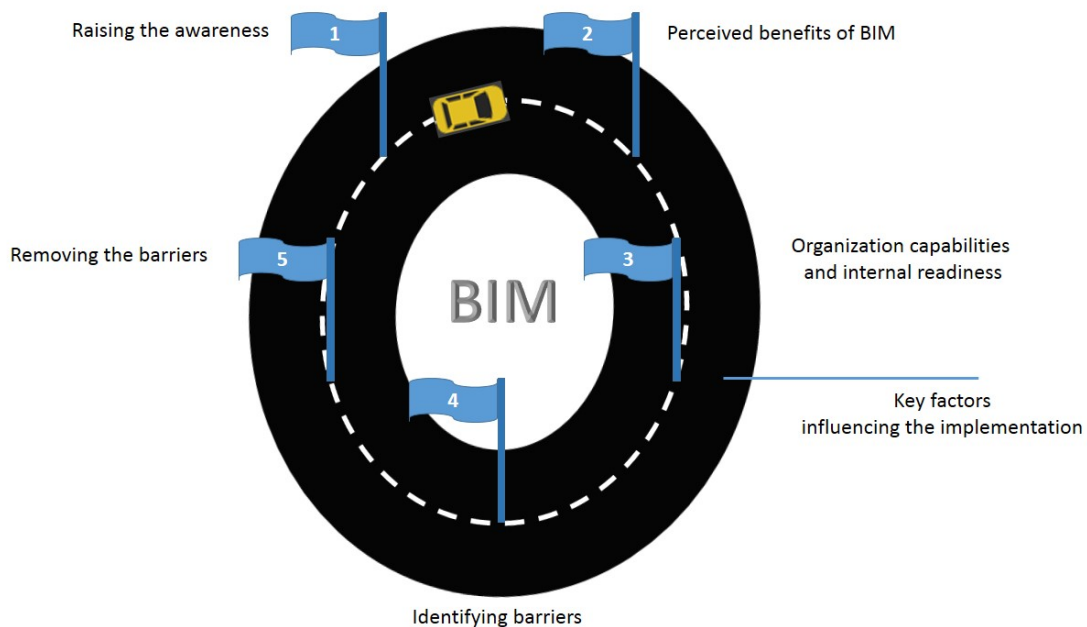 Raising the awareness
1
2
Perceived benefits of BIM
Removing the barriers
5
3
Organization capabilities
and internal readiness
BIM
4
Key factors
influencing the implementation
Identifying barriers